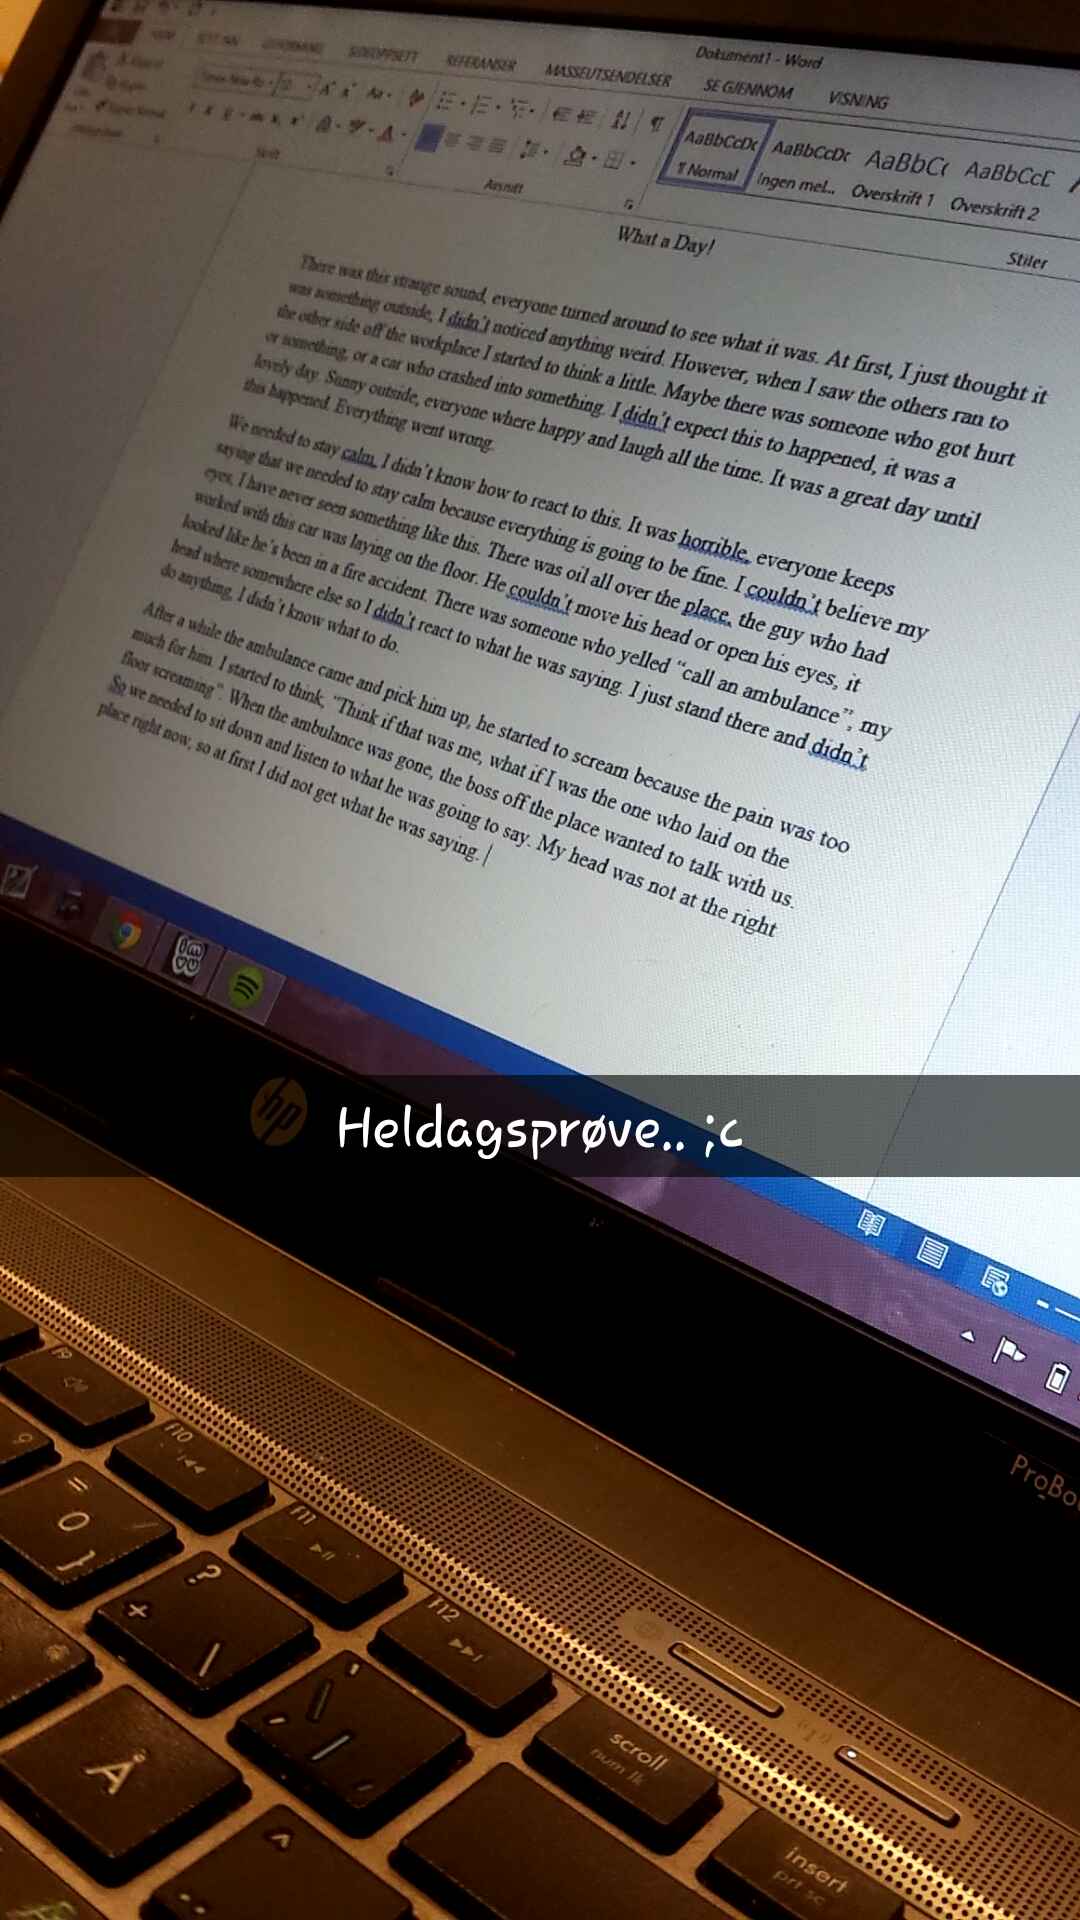 Dokument1 - Word
SIDEOPPSETT REFERANSER MASSEUTSENDELSER SE GJENNOM VISNING
AaBbCcDc AaBbCcDc AaBbC( AaBbCcD
¶ Normal Ingen mel... Overskrift 1 Overskrift 2
Avsnitt
Stiler
What a Day!
There was this strange sound, everyone turned around to see what it was. At first, I just thought it
was something outside, I didn't noticed anything weird. However, when I saw the others ran to
the other side off the workplace I started to think a little. Maybe there was someone who got hurt
or something, or a car who crashed into something. I didn't expect this to happened, it was a
lovely day. Sunny outside, everyone where happy and laugh all the time. It was a great day until
this happened. Everything went wrong.
We needed to stay calm, I didn't know how to react to this. It was horrible, everyone keeps
saying that we needed to stay calm because everything is going to be fine. I couldn't believe my
eyes, I have never seen something like this. There was oil all over the place, the guy who had
worked with this car was laying on the floor. He couldn't move his head or open his eyes, it
looked like he's been in a fire accident. There was someone who yelled “call an ambulance”, my
head where somewhere else so I didn't react to what he was saying. I just stand there and didn't
do anything, I didn't know what to do.
After a while the ambulance came and pick him up, he started to scream because the pain was too
much for him. I started to think, “Think if that was me, what if I was the one who laid on the
floor screaming”. When the ambulance was gone, the boss off the place wanted to talk with us.
So we needed to sit down and listen to what he was going to say. My head was not at the right
place right now, so at first I did not get what he was saying.
hp
Heldagsprøve.. ;c
ProBo
f9
f10
f11
f12
9
=
0
}
?
+
\
Å
^
scroll
num lk
insert
prt sc